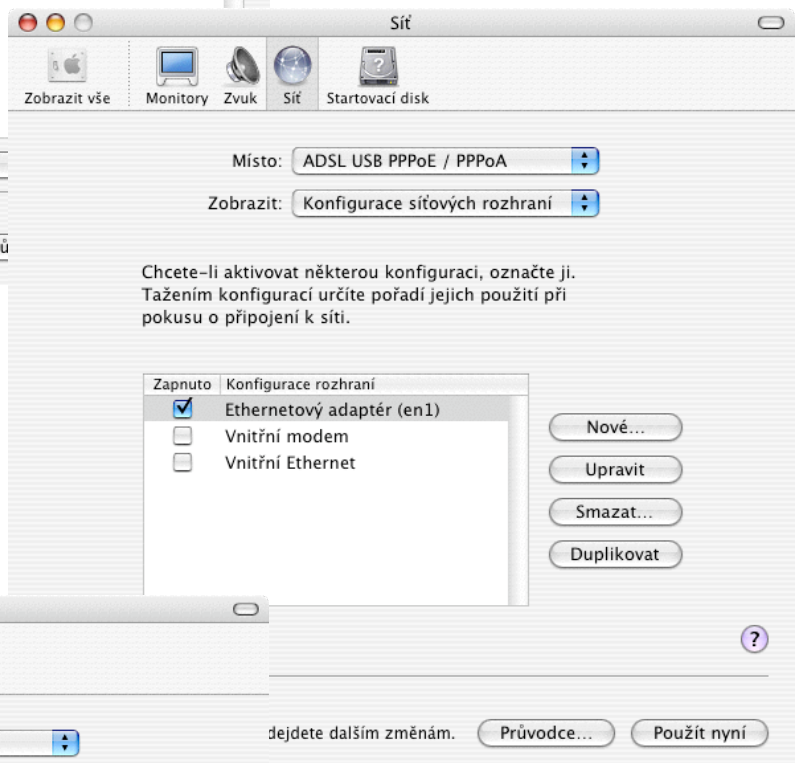 Síť
Zobrazit vše
Monitory
Zvuk
Síť
Startovací disk
Místo: ADSL USB PPPoE / PPPoA
Zobrazit: Konfigurace síťových rozhraní
ů
Chcete-li aktivovat některou konfiguraci, označte ji.
Tažením konfigurací určíte pořadí jejich použití při
pokusu o připojení k síti.
Zapnuto Konfigurace rozhraní
Ethernetový adaptér (en1)
Vnitřní modem
Vnitřní Ethernet
Nové...
Upravit
Smazat...
Duplikovat
?
dejdete dalším změnám.
Průvodce...
Použít nyní